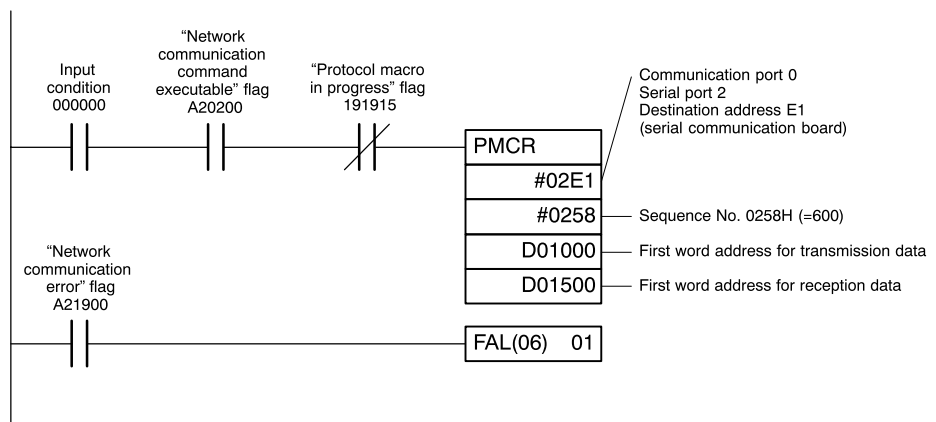 “Network
communication
command
executable” flag
A20200
Input
condition
000000
“Protocol macro
in progress” flag
191915
Communication port 0
Serial port 2
Destination address E1
(serial communication board)
PMCR
#02E1
#0258
Sequence No. 0258H (=600)
D01000
First word address for transmission data
D01500
First word address for reception data
“Network
communication
error” flag
A21900
FAL(06) 01